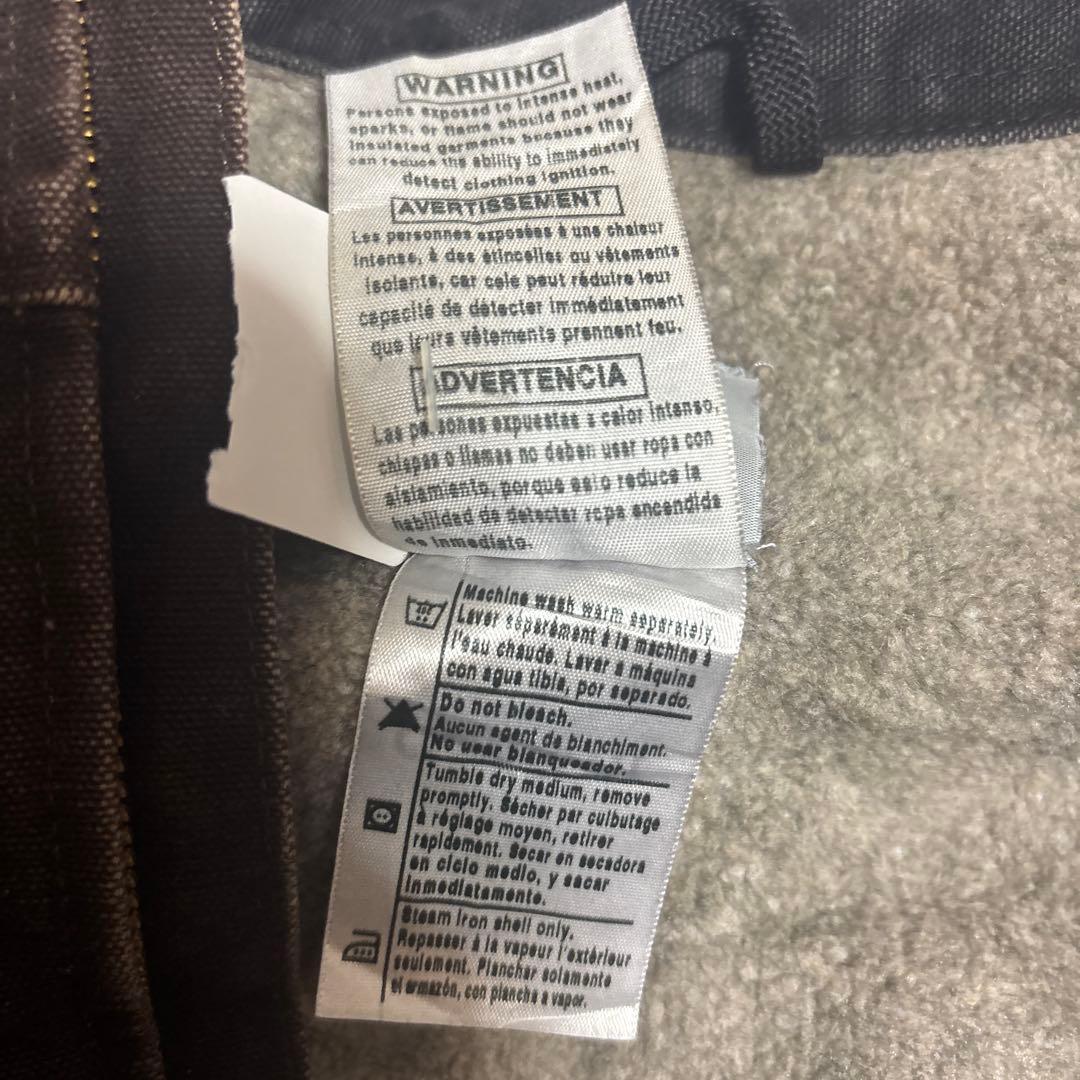 WARNING
Persons exposed to intense heat,
sparks, or flame should not wear
insulated garments because they
can reduce the ability to immediately
detect clothing ignition.
AVERTISSEMENT
Les personnes exposées à une chaleur
intense, à des étincelles ou vêtements
isolants, car cele peut réduire leur
capacité de détecter immédiatement
que leurs vêtements prennent feu.
ADVERTENCIA
Las personas expuestas a calor intenso,
chispas o llamas no deben usar ropa con
aislamiento, porque esto reduce la
habilidad de detectar ropa encendida
de inmediato.
Machine wash warm separately.
Laver séparément à la machine à
l'eau chaude. Lavar a máquina
con agua tibia, por separado.
Do not bleach.
Aucun agent de blanchiment.
No usar blanqueador.
Tumble dry medium, remove
promptly. Sécher par culbutage
à réglage moyen, retirer
rapidement. Secar en secadora
en ciclo medio, y sacar
inmediatamente.
Steam iron shell only.
Repasser à la vapeur l'extérieur
seulement. Planchar solamente
el armazón, con plancha a vapor.